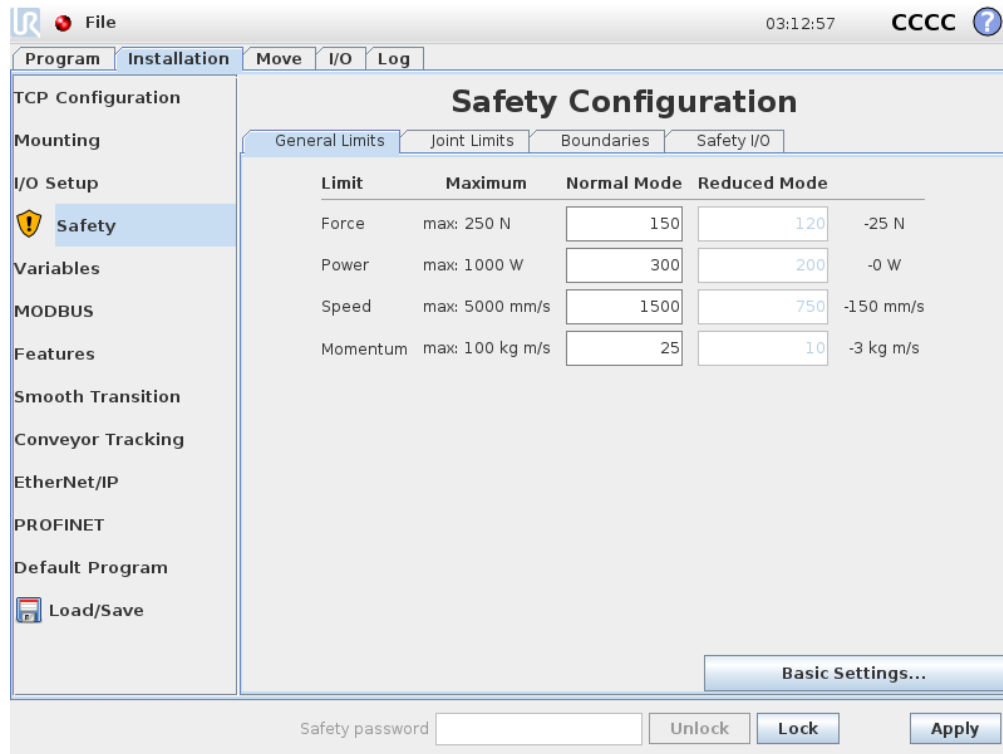 UR File 03:12:57 CCCC ?
Program Installation Move I/O Log
TCP Configuration
Mounting
I/O Setup
Safety
Variables
MODBUS
Features
Smooth Transition
Conveyor Tracking
EtherNet/IP
PROFINET
Default Program
Load/Save
Safety Configuration
General Limits Joint Limits Boundaries Safety I/O
Limit Maximum Normal Mode Reduced Mode
Force max: 250 N 150 120 -25 N
Power max: 1000 W 300 200 -0 W
Speed max: 5000 mm/s 1500 750 -150 mm/s
Momentum max: 100 kg m/s 25 10 -3 kg m/s
Basic Settings...
Safety password Unlock Lock Apply